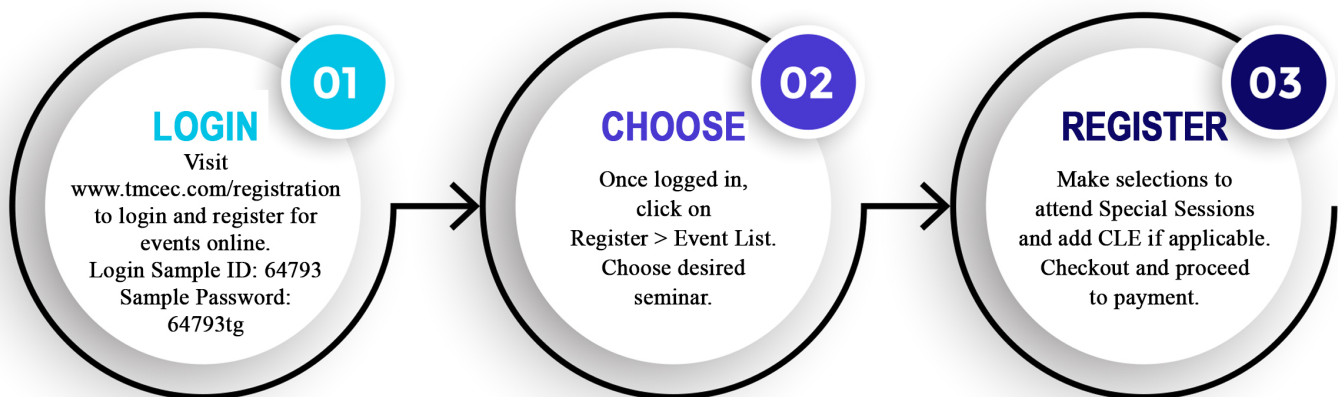 01
LOGIN
Visit
www.tmcec.com/registration
to login and register for
events online.
Login Sample ID: 64793
Sample Password:
64793tg
02
CHOOSE
Once logged in,
click on
Register > Event List.
Choose desired
seminar.
03
REGISTER
Make selections to
attend Special Sessions
and add CLE if applicable.
Checkout and proceed
to payment.